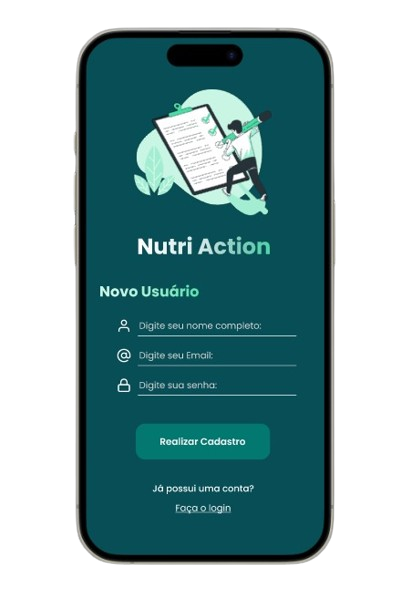 Nutri Action
Novo Usuário
Digite seu nome completo:
Digite seu Email:
Digite sua senha:
Realizar Cadastro
Já possui uma conta?
Faça o login